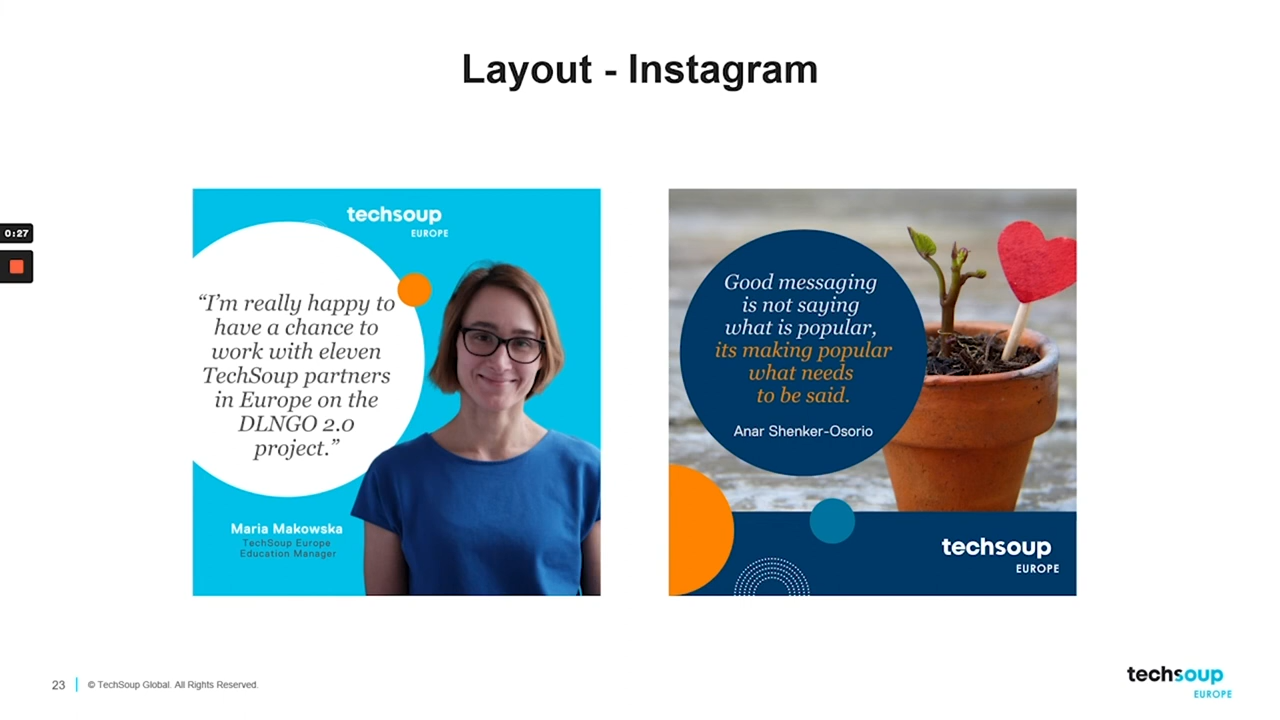 Layout - Instagram
0:27
techsoup
EUROPE
“I’m really happy to
have a chance to
work with eleven
TechSoup partners
in Europe on the
DLNGO 2.0
project.”
Maria Makowska
TechSoup Europe
Education Manager
Good messaging
is not saying
what is popular,
its making popular
what needs
to be said.
Anar Shenker-Osorio
techsoup
EUROPE
23
© TechSoup Global. All Rights Reserved.
techsoup
EUROPE